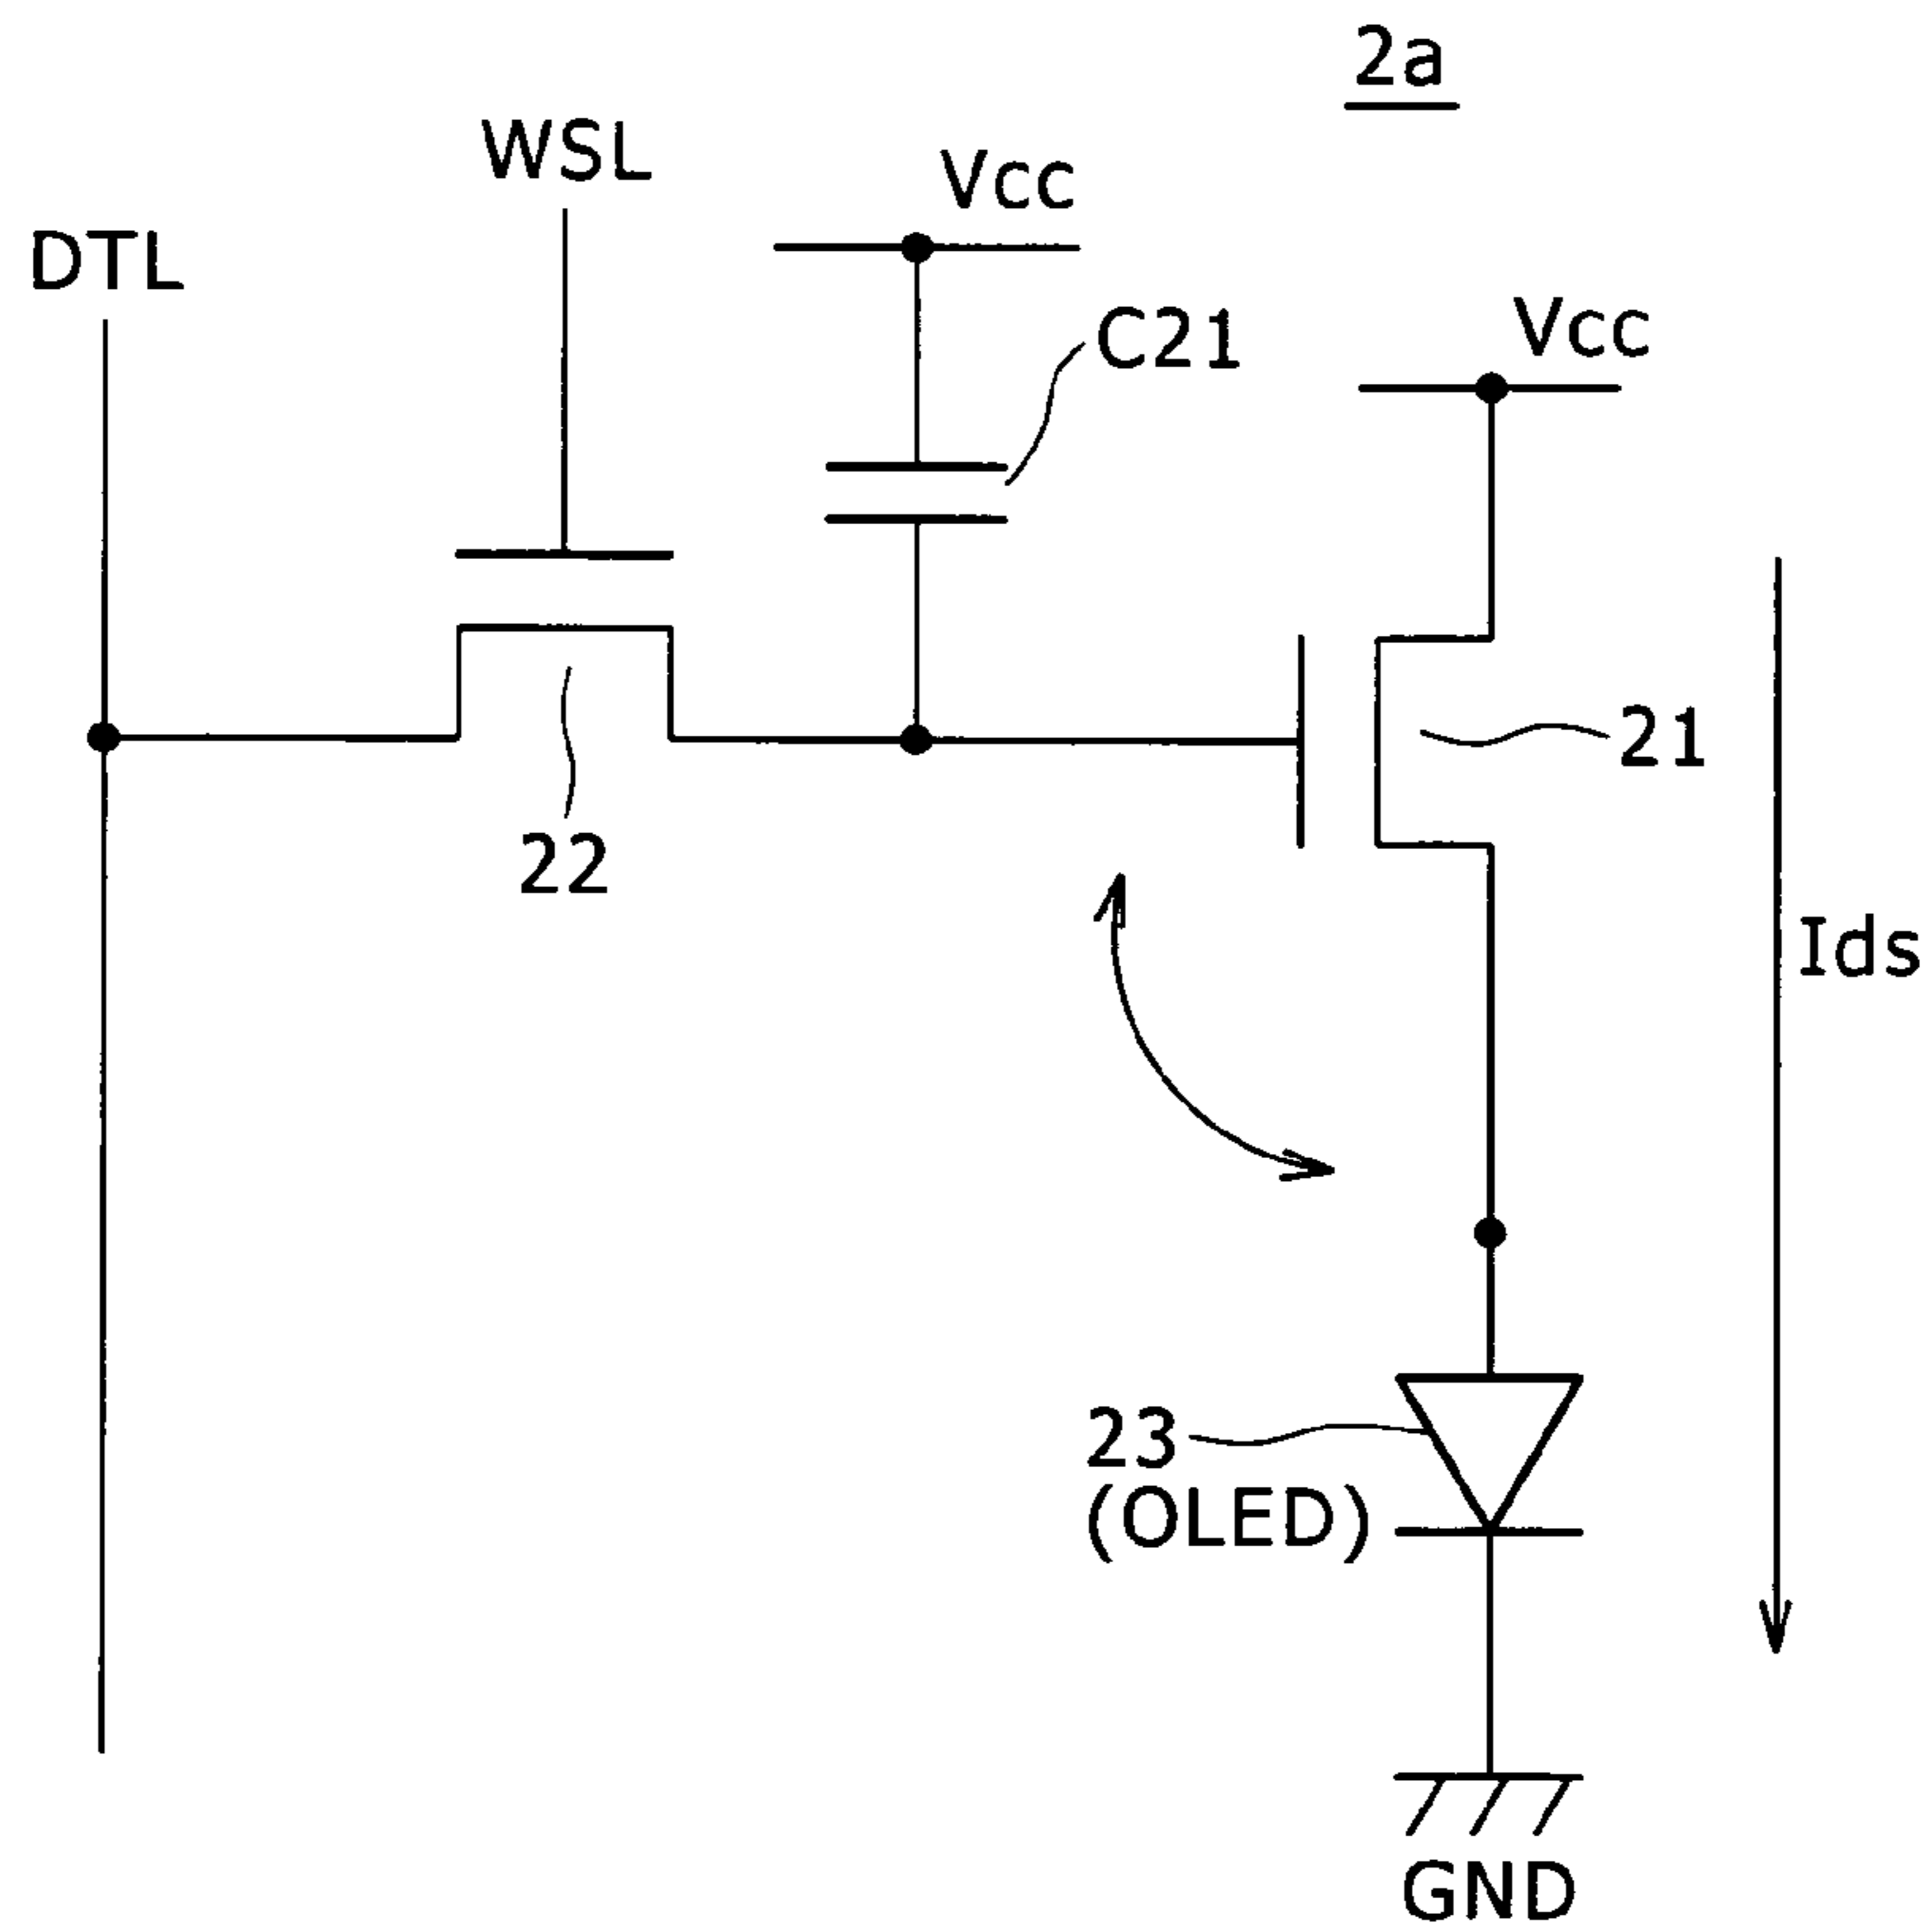 2a
WSL
Vcc
DTL
C21
Vcc
21
22
Ids
23
(OLED)
GND